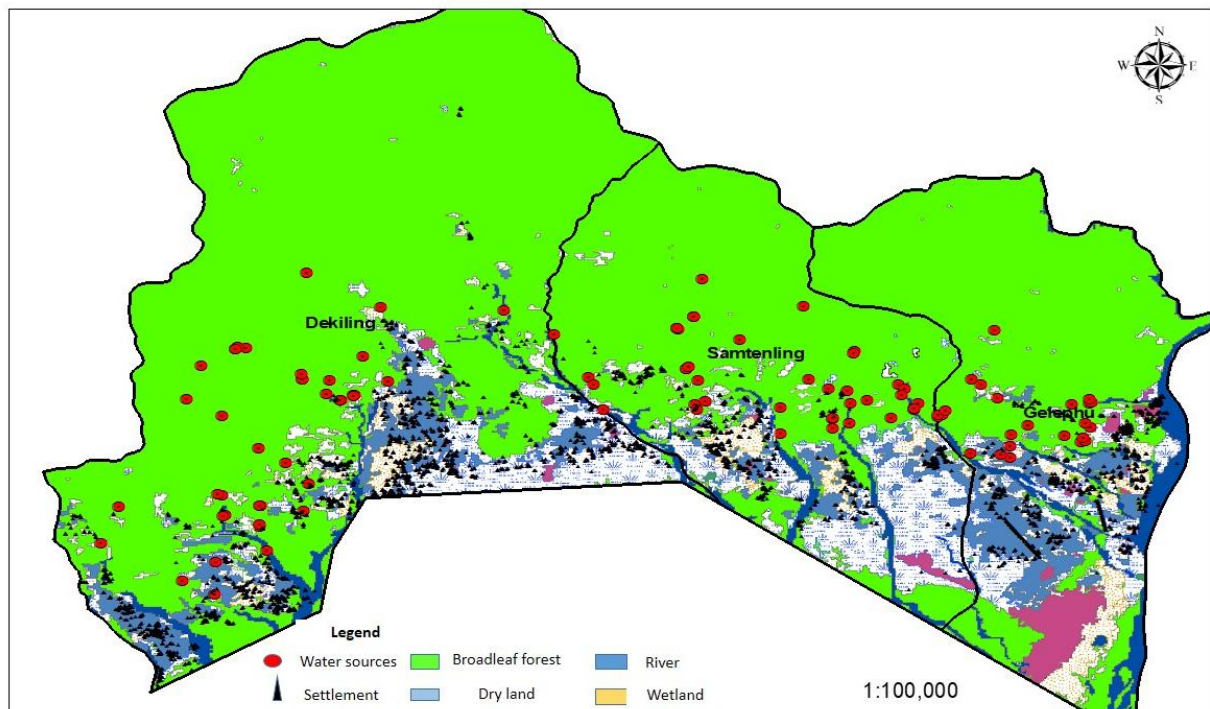 N
W E
S
Dekiling
Samtenling
Gelephu
Legend
Water sources
Broadleaf forest
River
Settlement
Dry land
Wetland
1:100,000